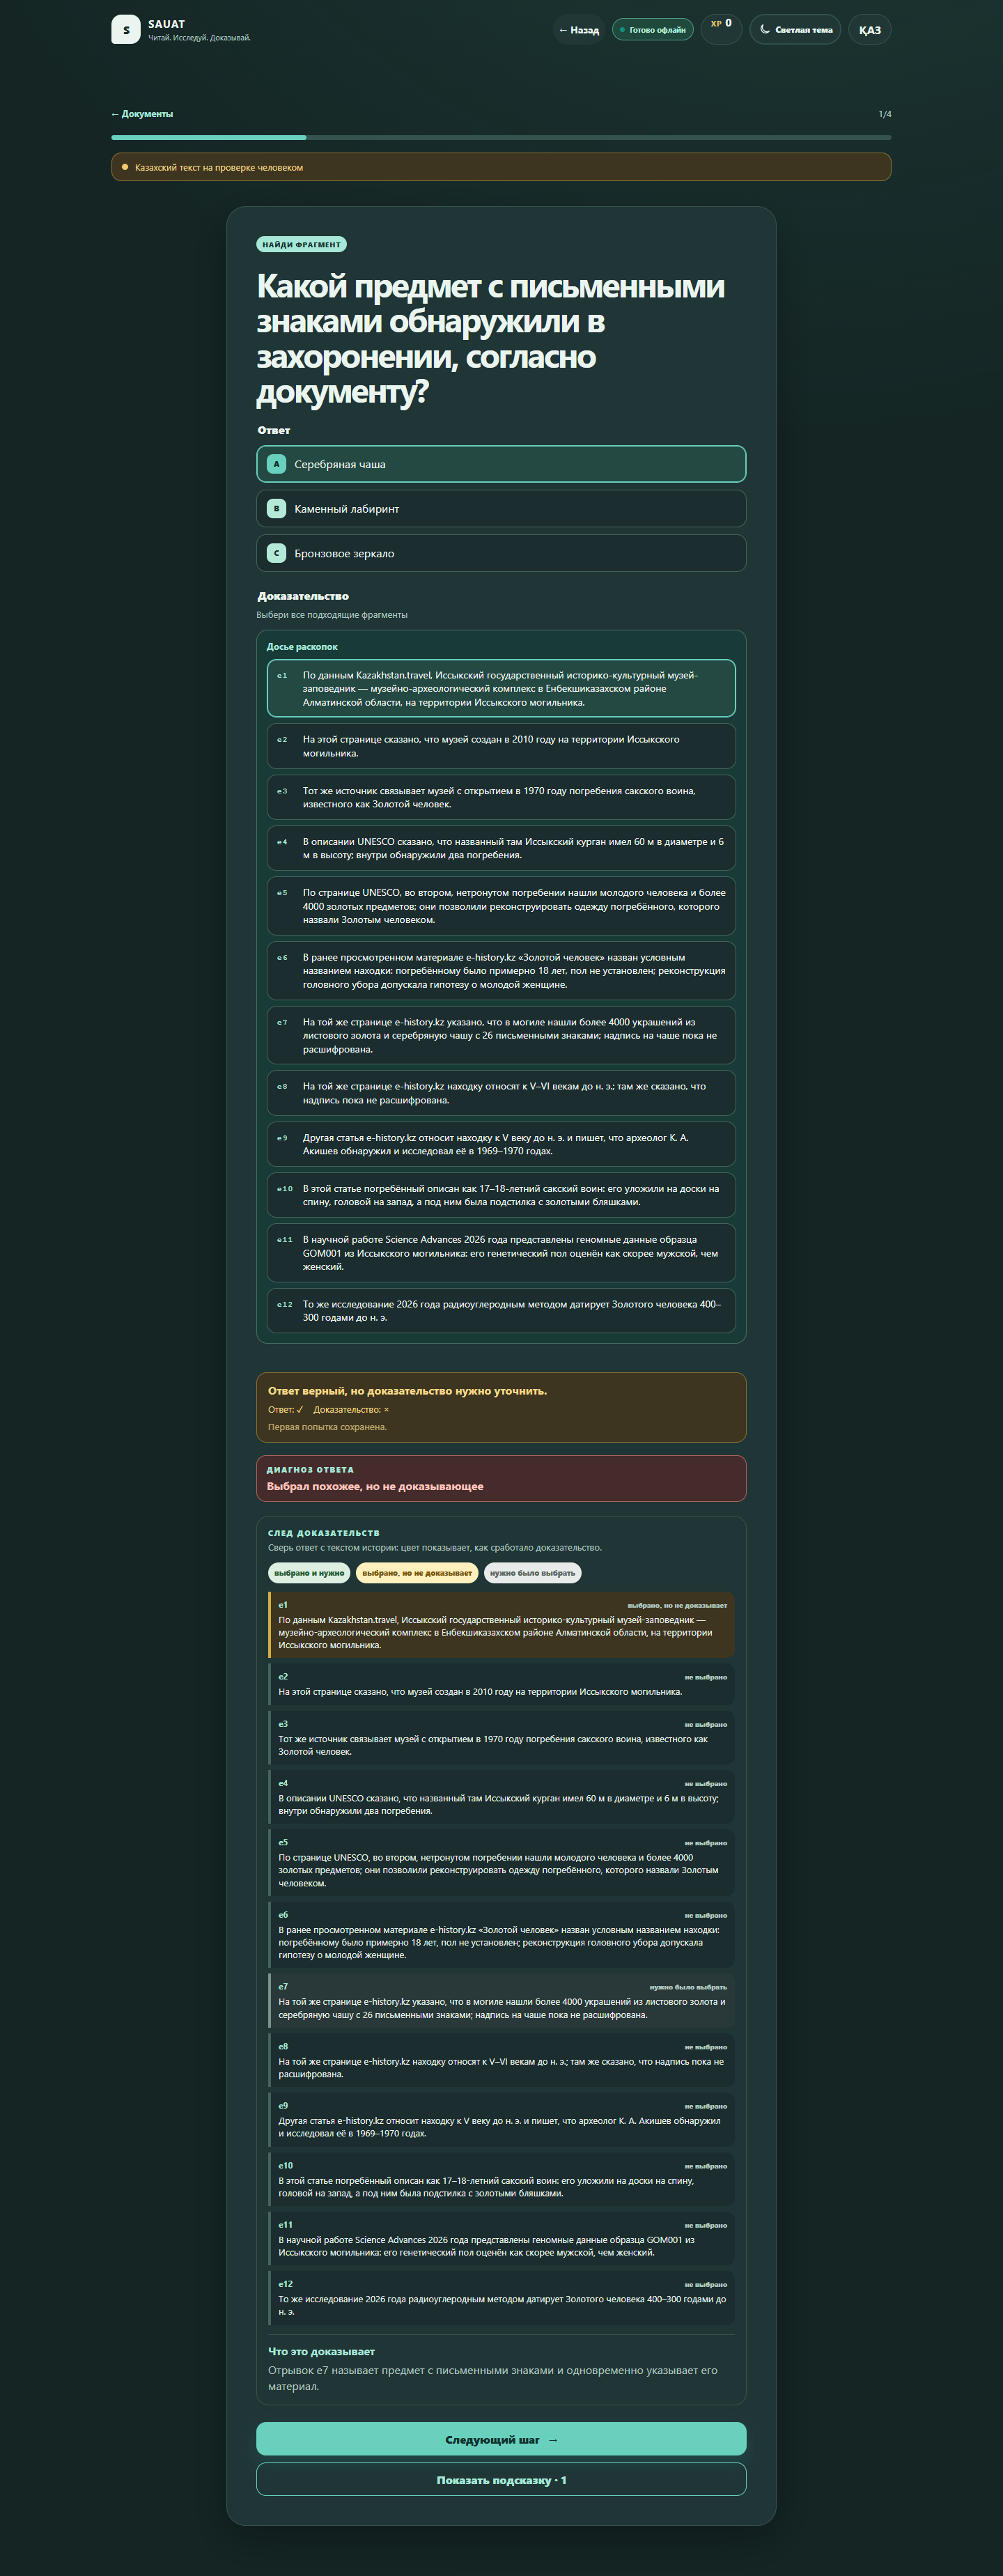 S
SAUAT
Читай. Исследуй. Доказывай.
← Назад
Готово офлайн
XP 0
Светлая тема
ҚАЗ
← Документы
1/4
Казахский текст на проверке человеком
НАЙДИ ФРАГМЕНТ
Какой предмет с письменными
знаками обнаружили в
захоронении, согласно
документу?
Ответ
A Серебряная чаша
B Каменный лабиринт
C Бронзовое зеркало
Доказательство
Выбери все подходящие фрагменты
Досье раскопок
e1 По данным Kazakhstan.travel, Иссыкский государственный историко-культурный музей-
заповедник — музейно-археологический комплекс в Енбекшиказахском районе
Алматинской области, на территории Иссыкского могильника.
e2 На этой странице сказано, что музей создан в 2010 году на территории Иссыкского
могильника.
e3 Тот же источник связывает музей с открытием в 1970 году погребения сакского воина,
известного как Золотой человек.
e4 В описании UNESCO сказано, что названный там Иссыкский курган имел 60 м в диаметре и 6
м в высоту; внутри обнаружили два погребения.
e5 По странице UNESCO, во втором, нетронутом погребении нашли молодого человека и более
4000 золотых предметов; они позволили реконструировать одежду погребённого, которого
назвали Золотым человеком.
e6 В ранее просмотренном материале e-history.kz «Золотой человек» назван условным
названием находки: погребённому было примерно 18 лет, пол не установлен; реконструкция
головного убора допускала гипотезу о молодой женщине.
e7 На той же странице e-history.kz указано, что в могиле нашли более 4000 украшений из
листового золота и серебряную чашу с 26 письменными знаками; надпись на чаше пока не
расшифрована.
e8 На той же странице e-history.kz находку относят к V–VI векам до н. э.; там же сказано, что
надпись пока не расшифрована.
e9 Другая статья e-history.kz относит находку к V веку до н. э. и пишет, что археолог К. А.
Акишев обнаружил и исследовал её в 1969–1970 годах.
e10 В этой статье погребённый описан как 17–18-летний сакский воин: его уложили на доски на
спину, головой на запад, а под ним была подстилка с золотыми бляшками.
e11 В научной работе Science Advances 2026 года представлены геномные данные образца
GOM001 из Иссыкского могильника: его генетический пол оценён как скорее мужской, чем
женский.
e12 То же исследование 2026 года радиоуглеродным методом датирует Золотого человека 400–
300 годами до н. э.
Ответ верный, но доказательство нужно уточнить.
Ответ: ✓ Доказательство: ×
Первая попытка сохранена.
ДИАГНОЗ ОТВЕТА
Выбрал похожее, но не доказывающее
СЛЕД ДОКАЗАТЕЛЬСТВ
Сверь ответ с текстом истории: цвет показывает, как сработало доказательство.
выбрано и нужно
выбрано, но не доказывает
нужно было выбрать
e1 выбрано, но не доказывает
По данным Kazakhstan.travel, Иссыкский государственный историко-культурный музей-заповедник —
музейно-археологический комплекс в Енбекшиказахском районе Алматинской области, на территории
Иссыкского могильника.
e2 не выбрано
На этой странице сказано, что музей создан в 2010 году на территории Иссыкского могильника.
e3 не выбрано
Тот же источник связывает музей с открытием в 1970 году погребения сакского воина, известного как
Золотой человек.
e4 не выбрано
В описании UNESCO сказано, что названный там Иссыкский курган имел 60 м в диаметре и 6 м в высоту;
внутри обнаружили два погребения.
e5 не выбрано
По странице UNESCO, во втором, нетронутом погребении нашли молодого человека и более 4000
золотых предметов; они позволили реконструировать одежду погребённого, которого назвали Золотым
человеком.
e6 не выбрано
В ранее просмотренном материале e-history.kz «Золотой человек» назван условным названием находки:
погребённому было примерно 18 лет, пол не установлен; реконструкция головного убора допускала
гипотезу о молодой женщине.
e7 нужно было выбрать
На той же странице e-history.kz указано, что в могиле нашли более 4000 украшений из листового золота и
серебряную чашу с 26 письменными знаками; надпись на чаше пока не расшифрована.
e8 не выбрано
На той же странице e-history.kz находку относят к V–VI векам до н. э.; там же сказано, что надпись пока не
расшифрована.
e9 не выбрано
Другая статья e-history.kz относит находку к V веку до н. э. и пишет, что археолог К. А. Акишев обнаружил
и исследовал её в 1969–1970 годах.
e10 не выбрано
В этой статье погребённый описан как 17–18-летний сакский воин: его уложили на доски на спину,
головой на запад, а под ним была подстилка с золотыми бляшками.
e11 не выбрано
В научной работе Science Advances 2026 года представлены геномные данные образца GOM001 из
Иссыкского могильника: его генетический пол оценён как скорее мужской, чем женский.
e12 не выбрано
То же исследование 2026 года радиоуглеродным методом датирует Золотого человека 400–300 годами до
н. э.
Что это доказывает
Отрывок e7 называет предмет с письменными знаками и одновременно указывает его
материал.
Следующий шаг →
Показать подсказку · 1